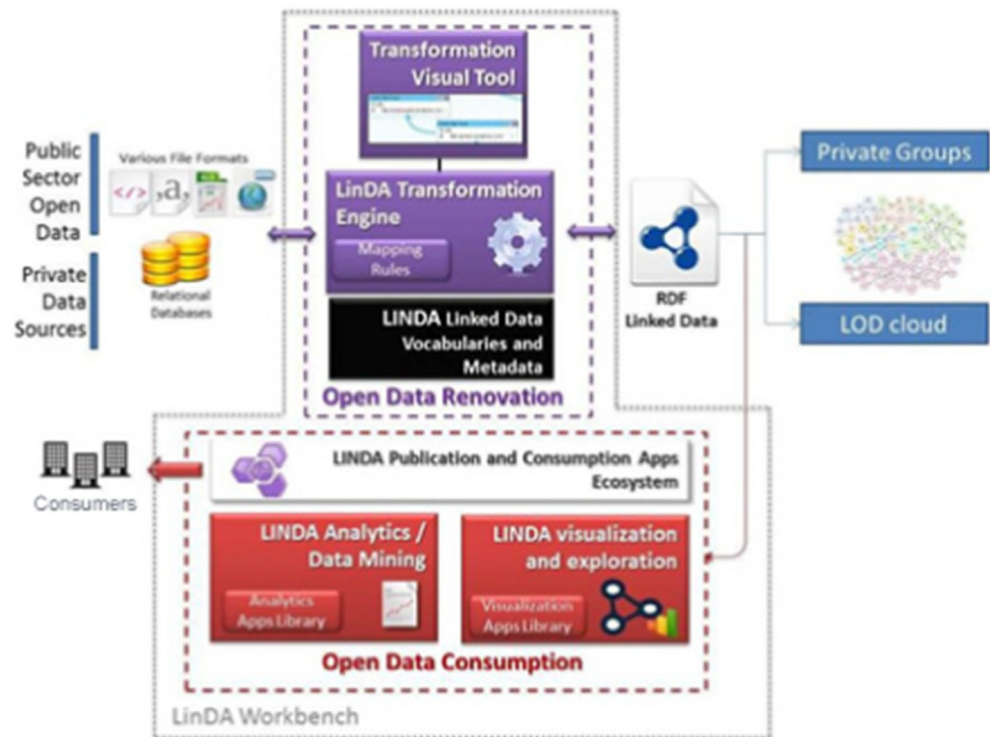 Transformation
Visual Tool
Public
Sector
Open
Data
Various File Formats
</>
,a,
LinDA Transformation
Engine
Mapping
Rules
Private
Data
Sources
Relational
Databases
LINDA Linked Data
Vocabularies and
Metadata
Open Data Renovation
RDF
Linked Data
Private Groups
LOD cloud
Consumers
LINDA Publication and Consumption Apps
Ecosystem
LINDA Analytics /
Data Mining
Analytics
Apps Library
LINDA visualization
and exploration
Visualization
Apps Library
Open Data Consumption
LinDA Workbench